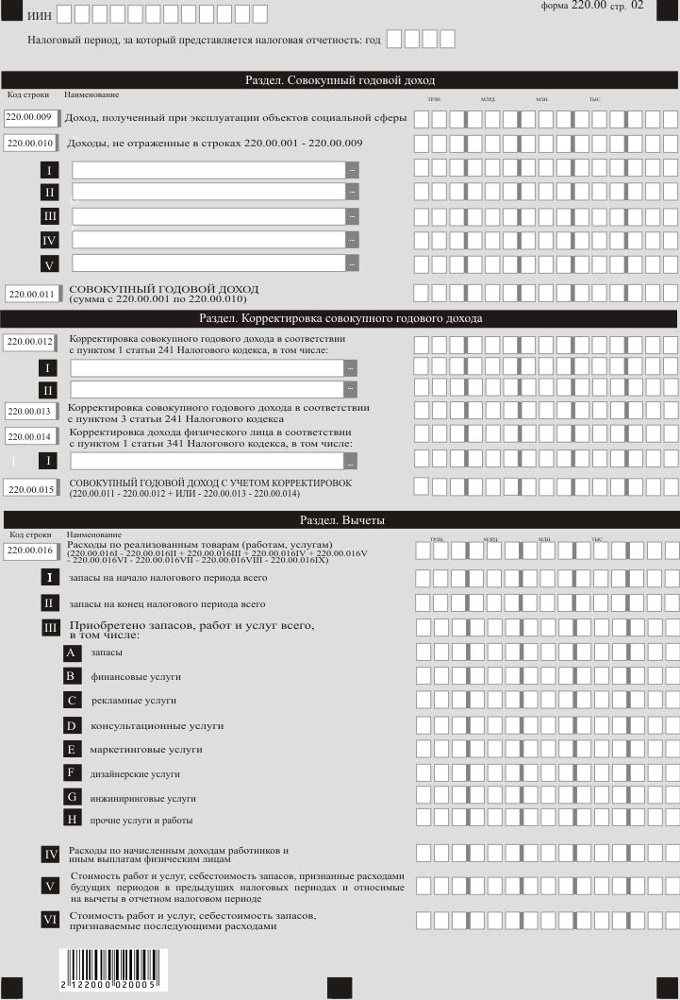 форма 220.00 стр. 02
ИИН
Налоговый период, за который представляется налоговая отчетность: год
Раздел. Совокупный годовой доход
Код строки Наименование
ТРЛН. МЛРД. МЛН. ТЫС.
220.00.009 Доход, полученный при эксплуатации объектов социальной сферы
220.00.010 Доходы, не отраженные в строках 220.00.001 - 220.00.009
I ...
II ...
III ...
IV ...
V ...
220.00.011 СОВОКУПНЫЙ ГОДОВОЙ ДОХОД
(сумма с 220.00.001 по 220.00.010)
Раздел. Корректировка совокупного годового дохода
220.00.012 Корректировка совокупного годового дохода в соответствии
с пунктом 1 статьи 241 Налогового кодекса, в том числе:
I ...
II ...
220.00.013 Корректировка совокупного годового дохода в соответствии
с пунктом 3 статьи 241 Налогового кодекса
220.00.014 Корректировка дохода физического лица в соответствии
с пунктом 1 статьи 341 Налогового кодекса, в том числе:
I I ...
220.00.015 СОВОКУПНЫЙ ГОДОВОЙ ДОХОД С УЧЕТОМ КОРРЕКТИРОВОК
(220.00.011 - 220.00.012 + ИЛИ - 220.00.013 - 220.00.014)
Раздел. Вычеты
Код строки Наименование
ТРЛН. МЛРД. МЛН. ТЫС.
220.00.016 Расходы по реализованным товарам (работам, услугам)
(220.00.016I - 220.00.016II + 220.00.016III + 220.00.016IV + 220.00.016V
- 220.00.016VI - 220.00.016VII - 220.00.016VIII - 220.00.016IX)
I запасы на начало налогового периода всего
II запасы на конец налогового периода всего
III Приобретено запасов, работ и услуг всего,
в том числе:
A запасы
B финансовые услуги
C рекламные услуги
D консультационные услуги
E маркетинговые услуги
F дизайнерские услуги
G инжиниринговые услуги
H прочие услуги и работы
IV Расходы по начисленным доходам работников и
иным выплатам физическим лицам
V Стоимость работ и услуг, себестоимость запасов, признанные расходами
будущих периодов в предыдущих налоговых периодах и относимые
на вычеты в отчетном налоговом периоде
VI Стоимость работ и услуг, себестоимость запасов,
признаваемые последующими расходами
2 122000 020005